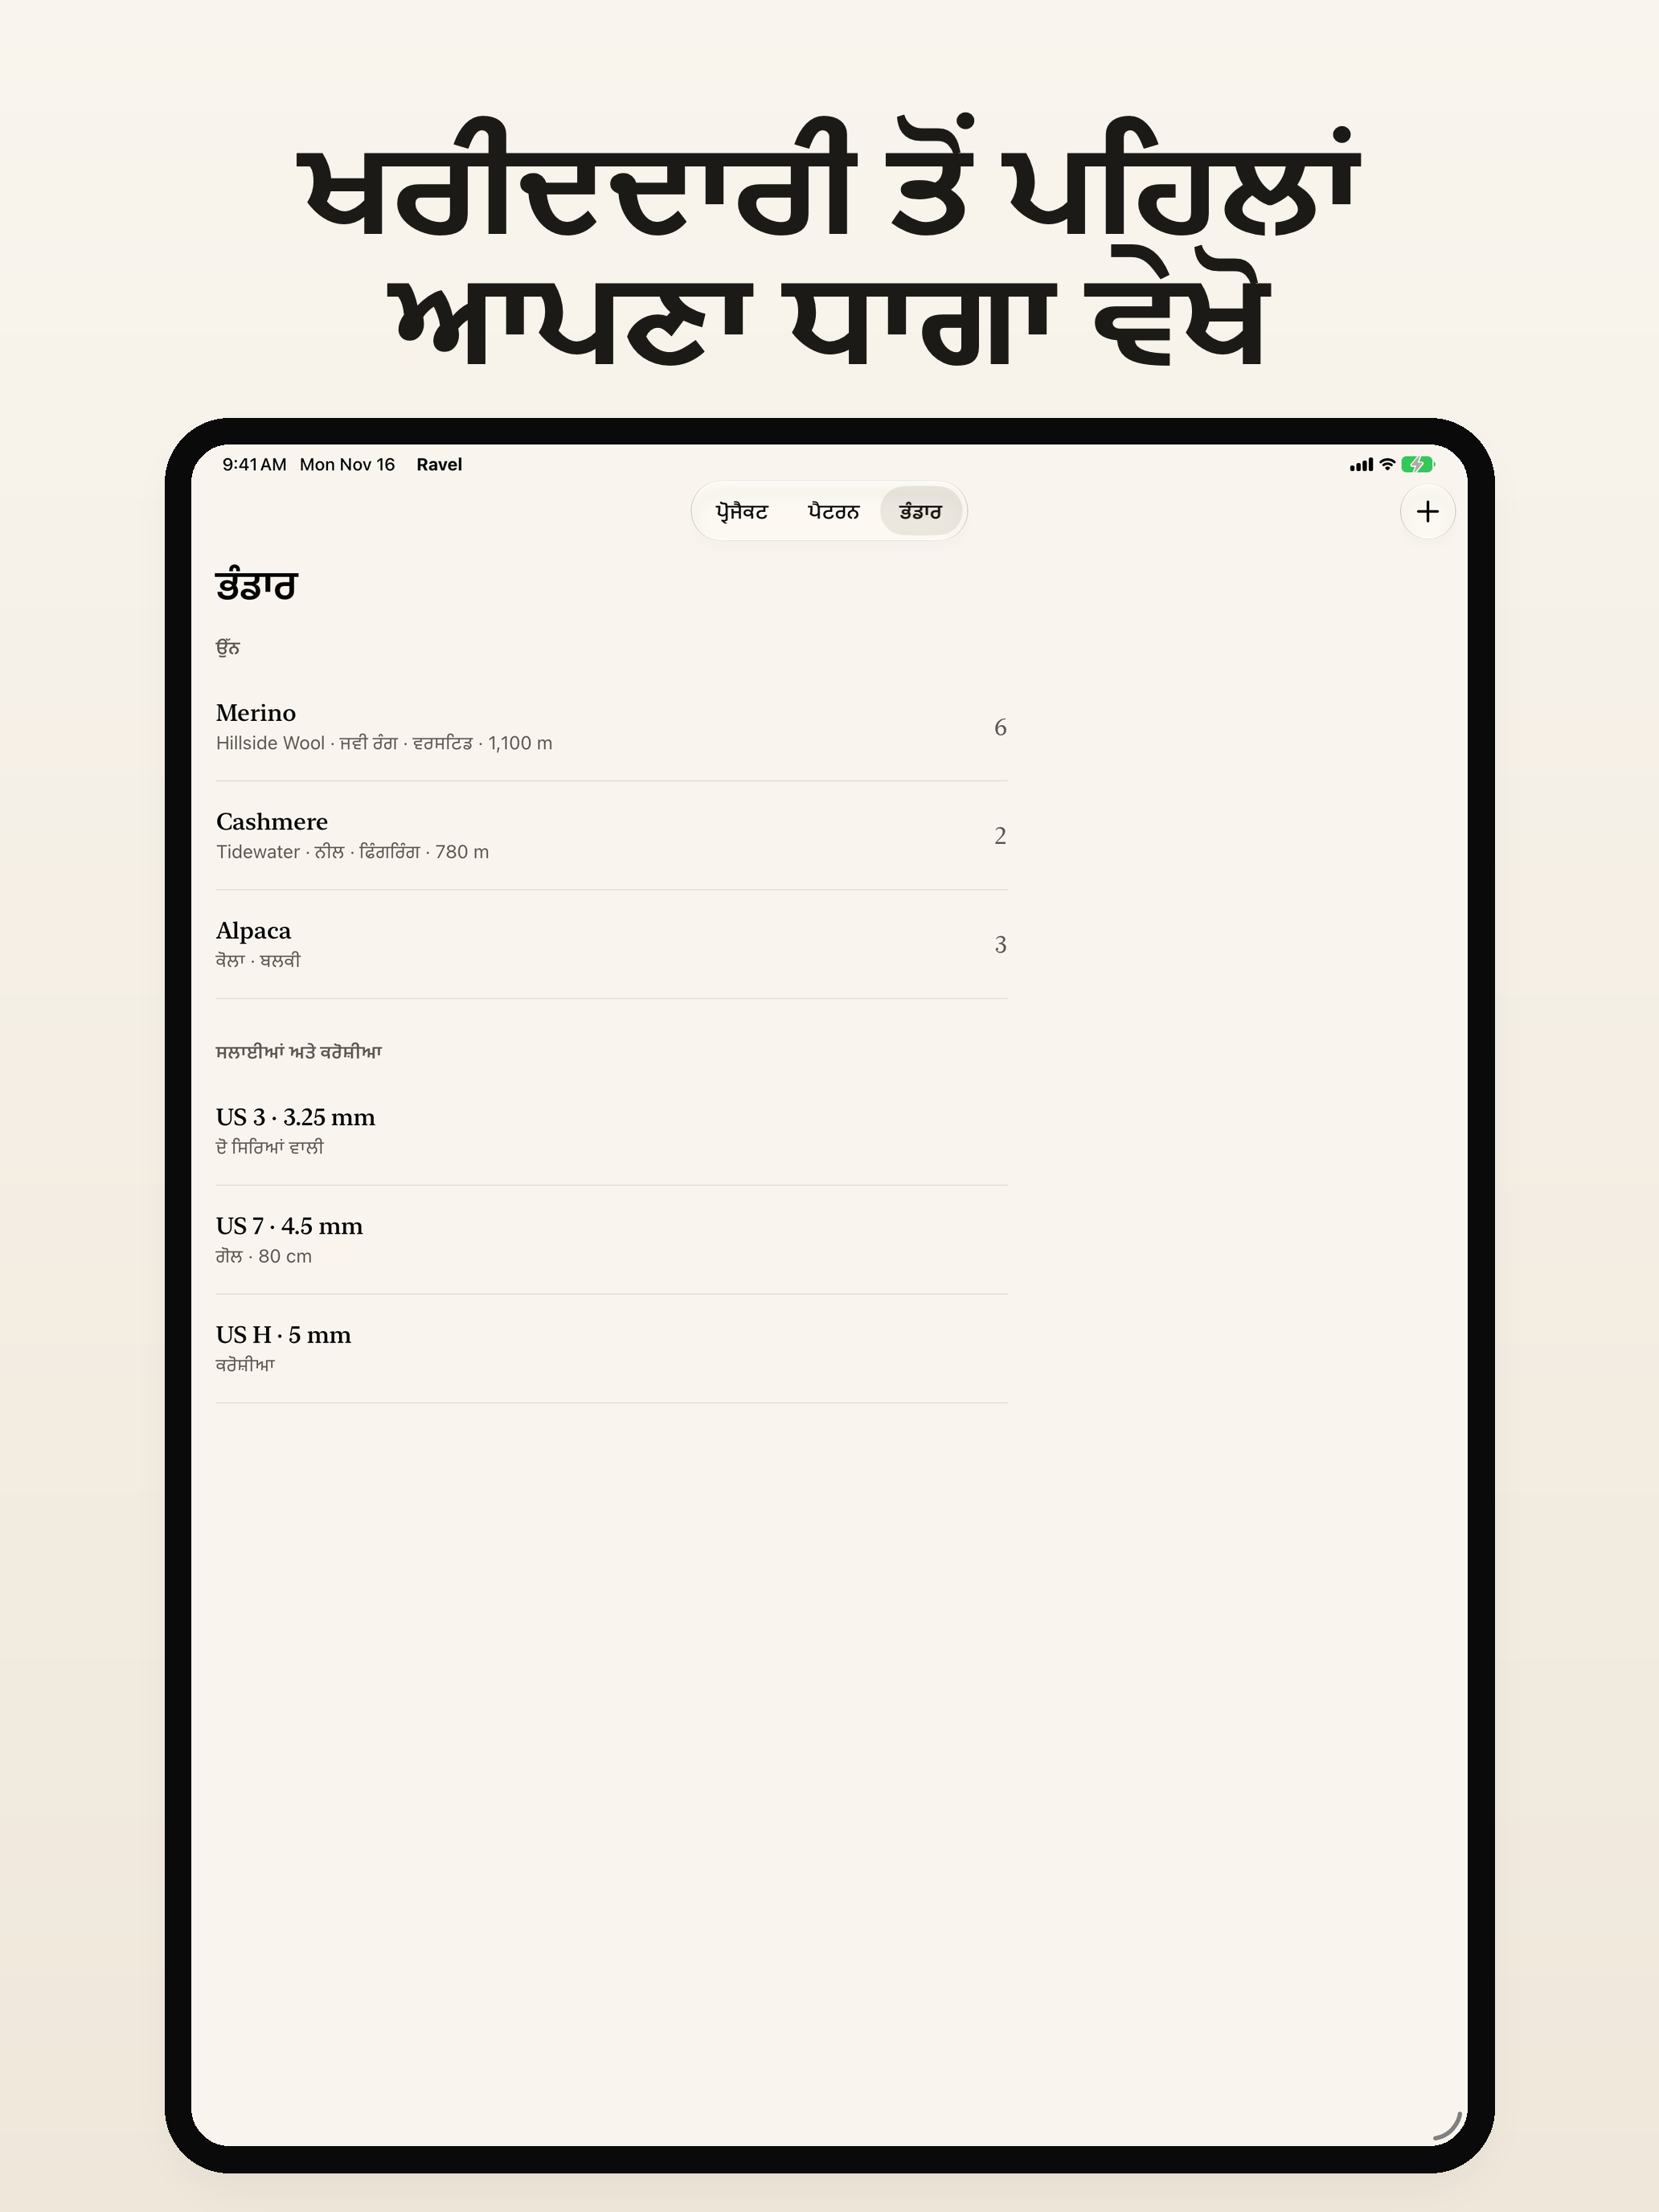 ਖਰੀਦਦਾਰੀ ਤੋਂ ਪਹਿਲਾਂ
ਆਪਣਾ ਧਾਗਾ ਵੇਖੋ
9:41 AM Mon Nov 16 Ravel
ਪ੍ਰੋਜੈਕਟ ਪੈਟਰਨ ਭੰਡਾਰ
ਭੰਡਾਰ
ਉੱਨ
Merino
6
Hillside Wool · ਜਵੀ ਰੰਗ · ਵਰਸਟਿਡ · 1,100 m
Cashmere
2
Tidewater · ਨੀਲ · ਫਿੰਗਰਿੰਗ · 780 m
Alpaca
3
ਕੋਲਾ · ਬਲਕੀ
ਸਲਾਈਆਂ ਅਤੇ ਕਰੋਸ਼ੀਆ
US 3 · 3.25 mm
ਦੋ ਸਿਰਿਆਂ ਵਾਲੀ
US 7 · 4.5 mm
ਗੋਲ · 80 cm
US H · 5 mm
ਕਰੋਸ਼ੀਆ